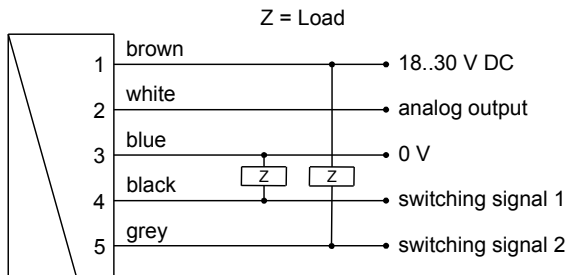 Z = Load
brown
1
18..30 V DC
white
2
analog output
blue
3
0 V
Z
Z
black
4
switching signal 1
grey
5
switching signal 2